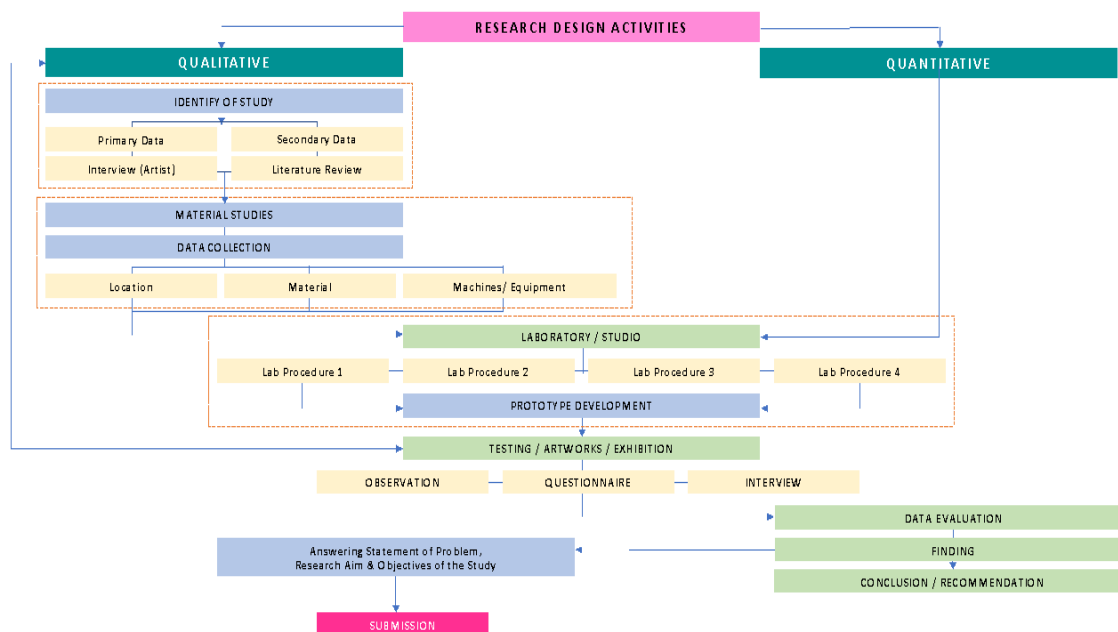 RESEARCH DESIGN ACTIVITIES
QUALITATIVE
QUANTITATIVE
IDENTIFY OF STUDY
Primary Data
Secondary Data
Interview (Artist)
Literature Review
MATERIAL STUDIES
DATA COLLECTION
Location
Material
Machines/ Equipment
LABORATORY / STUDIO
Lab Procedure 1
Lab Procedure 2
Lab Procedure 3
Lab Procedure 4
PROTOTYPE DEVELOPMENT
TESTING / ARTWORKS / EXHIBITION
OBSERVATION
QUESTIONNAIRE
INTERVIEW
DATA EVALUATION
Answering Statement of Problem,
Research Aim & Objectives of the Study
FINDING
CONCLUSION / RECOMMENDATION
SUBMISSION